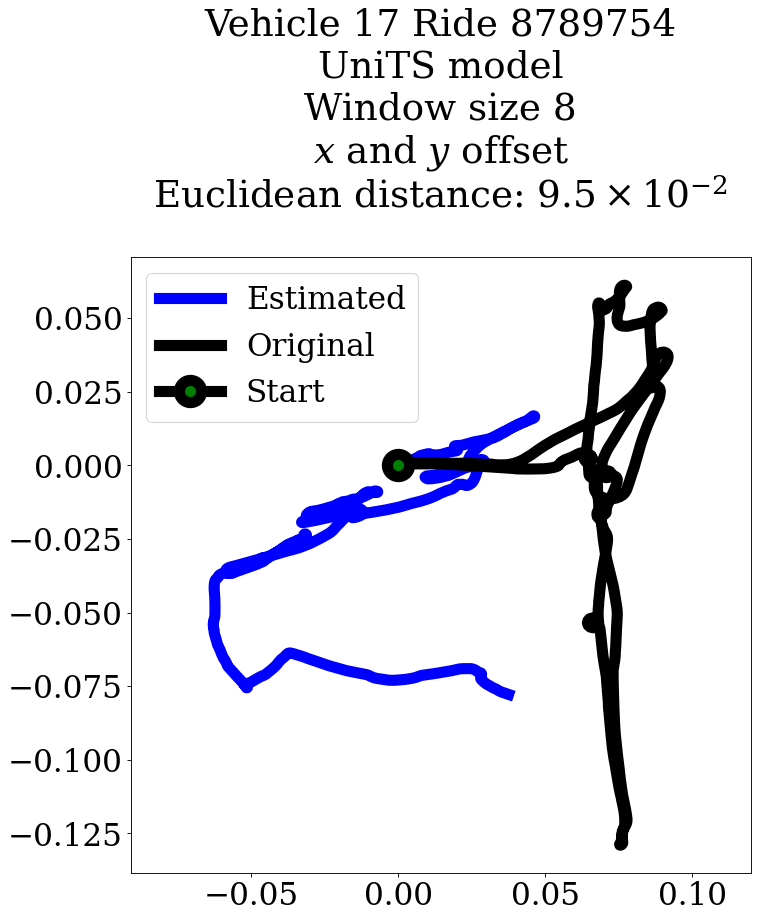 Vehicle 17 Ride 8789754
UniTS model
Window size 8
x and y offset
Euclidean distance: 9.5 × 10⁻²
Estimated
Original
Start
0.050
0.025
0.000
−0.025
−0.050
−0.075
−0.100
−0.125
−0.05 0.00 0.05 0.10